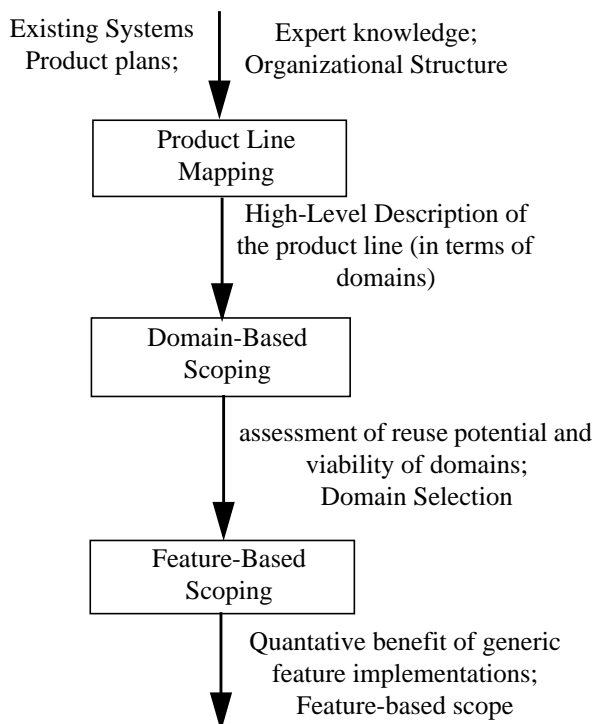 Existing Systems
Product plans;
Expert knowledge;
Organizational Structure
Product Line
Mapping
High-Level Description of
the product line (in terms of
domains)
Domain-Based
Scoping
assessment of reuse potential and
viability of domains;
Domain Selection
Feature-Based
Scoping
Quantative benefit of generic
feature implementations;
Feature-based scope